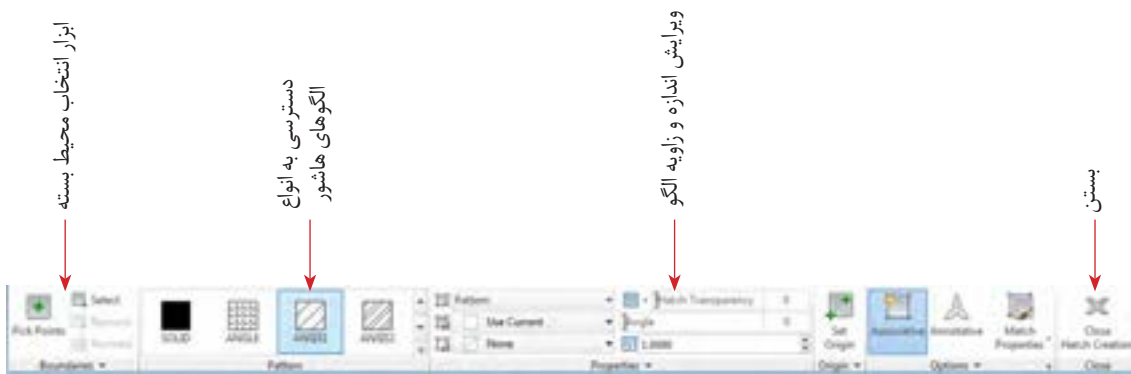 ابزار انتخاب محیط بسته
دسترسی به انواع
الگوهای هاشور
ویرایش اندازه و زاویه الگو
بستن
Pick Points
Select
Remove
Boundaries
SOLID
ANGLE
ANSI31
ANSI32
Pattern
Pattern
Use Current
None
Hatch Transparency 0
Angle 0
1.0000
Properties
Set
Origin
Origin
Associative
Annotative
Match
Properties
Options
Close
Hatch Creation
Close